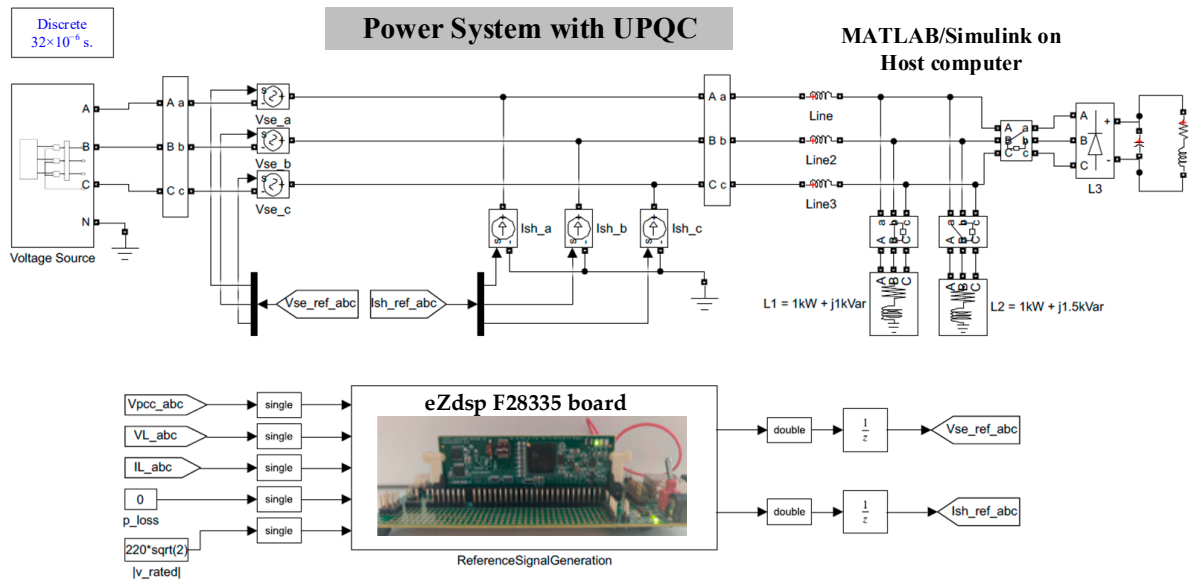 Discrete
32×10⁻⁶ s.
Power System with UPQC
MATLAB/Simulink on
Host computer
A
B
C
N
Voltage Source
A a
B b
C c
s
-
Vse_a
s
-
Vse_b
s
-
Vse_c
A a
B b
C c
Line
Line2
Line3
A a
B b
C c
A
B
C
+
-
L3
s
+
-
Ish_a
s
+
-
Ish_b
s
+
-
Ish_c
a b c
A B C
a b c
A B C
A B C
A B C
L1 = 1kW + j1kVar
L2 = 1kW + j1.5kVar
Vse_ref_abc
Ish_ref_abc
Vpcc_abc
single
VL_abc
single
IL_abc
single
0
p_loss
single
220*sqrt(2)
|v_rated|
single
eZdsp F28335 board
ReferenceSignalGeneration
double
1
z
Vse_ref_abc
double
1
z
Ish_ref_abc